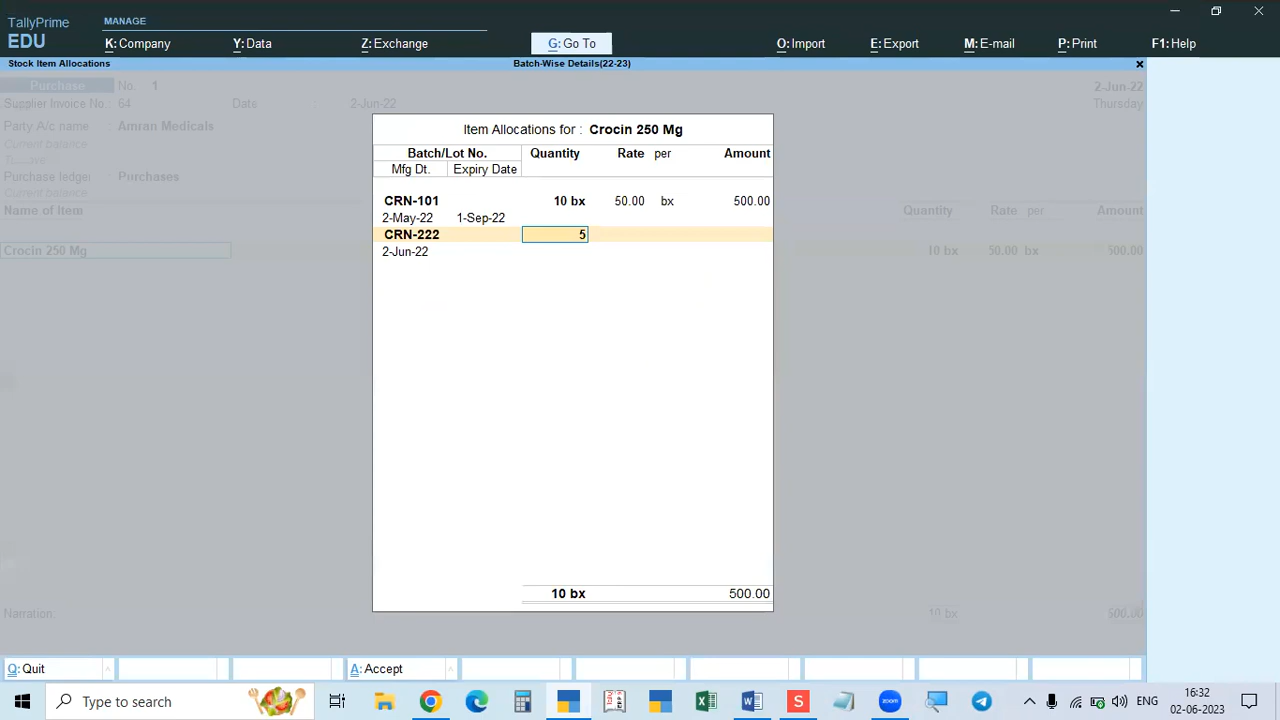 TallyPrime
EDU
MANAGE
K: Company
Y: Data
Z: Exchange
G: Go To
O: Import
E: Export
M: E-mail
P: Print
F1: Help
Stock Item Allocations
Batch-Wise Details(22-23)
Purchase No. 1
2-Jun-22
Supplier Invoice No.: 64 Date : 2-Jun-22
Thursday
Party A/c name : Amran Medicals
Current balance
Purchase ledger : Purchases
Current balance
Name of Item Quantity Rate per Amount
Crocin 250 Mg 10 bx 50.00 bx 500.00
Item Allocations for : Crocin 250 Mg
Batch/Lot No. Quantity Rate per Amount
Mfg Dt. Expiry Date
CRN-101 10 bx 50.00 bx 500.00
2-May-22 1-Sep-22
CRN-222 5
2-Jun-22
10 bx 500.00
Narration 10 bx 500.00
Q: Quit
A: Accept
Type to search
ENG
16:32
02-06-2023